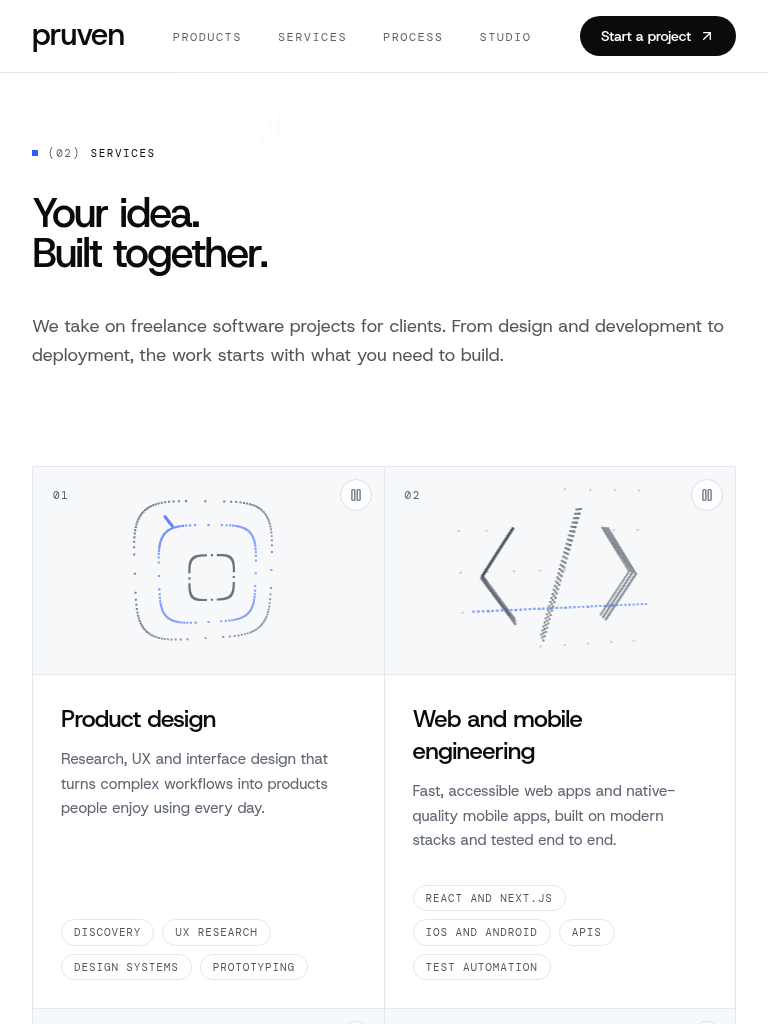 pruven
PRODUCTS
SERVICES
PROCESS
STUDIO
Start a project
(02) SERVICES
Your idea.
Built together.
We take on freelance software projects for clients. From design and development to
deployment, the work starts with what you need to build.
01
02
Product design
Research, UX and interface design that
turns complex workflows into products
people enjoy using every day.
DISCOVERY
UX RESEARCH
DESIGN SYSTEMS
PROTOTYPING
Web and mobile
engineering
Fast, accessible web apps and native-
quality mobile apps, built on modern
stacks and tested end to end.
REACT AND NEXT.JS
IOS AND ANDROID
APIS
TEST AUTOMATION